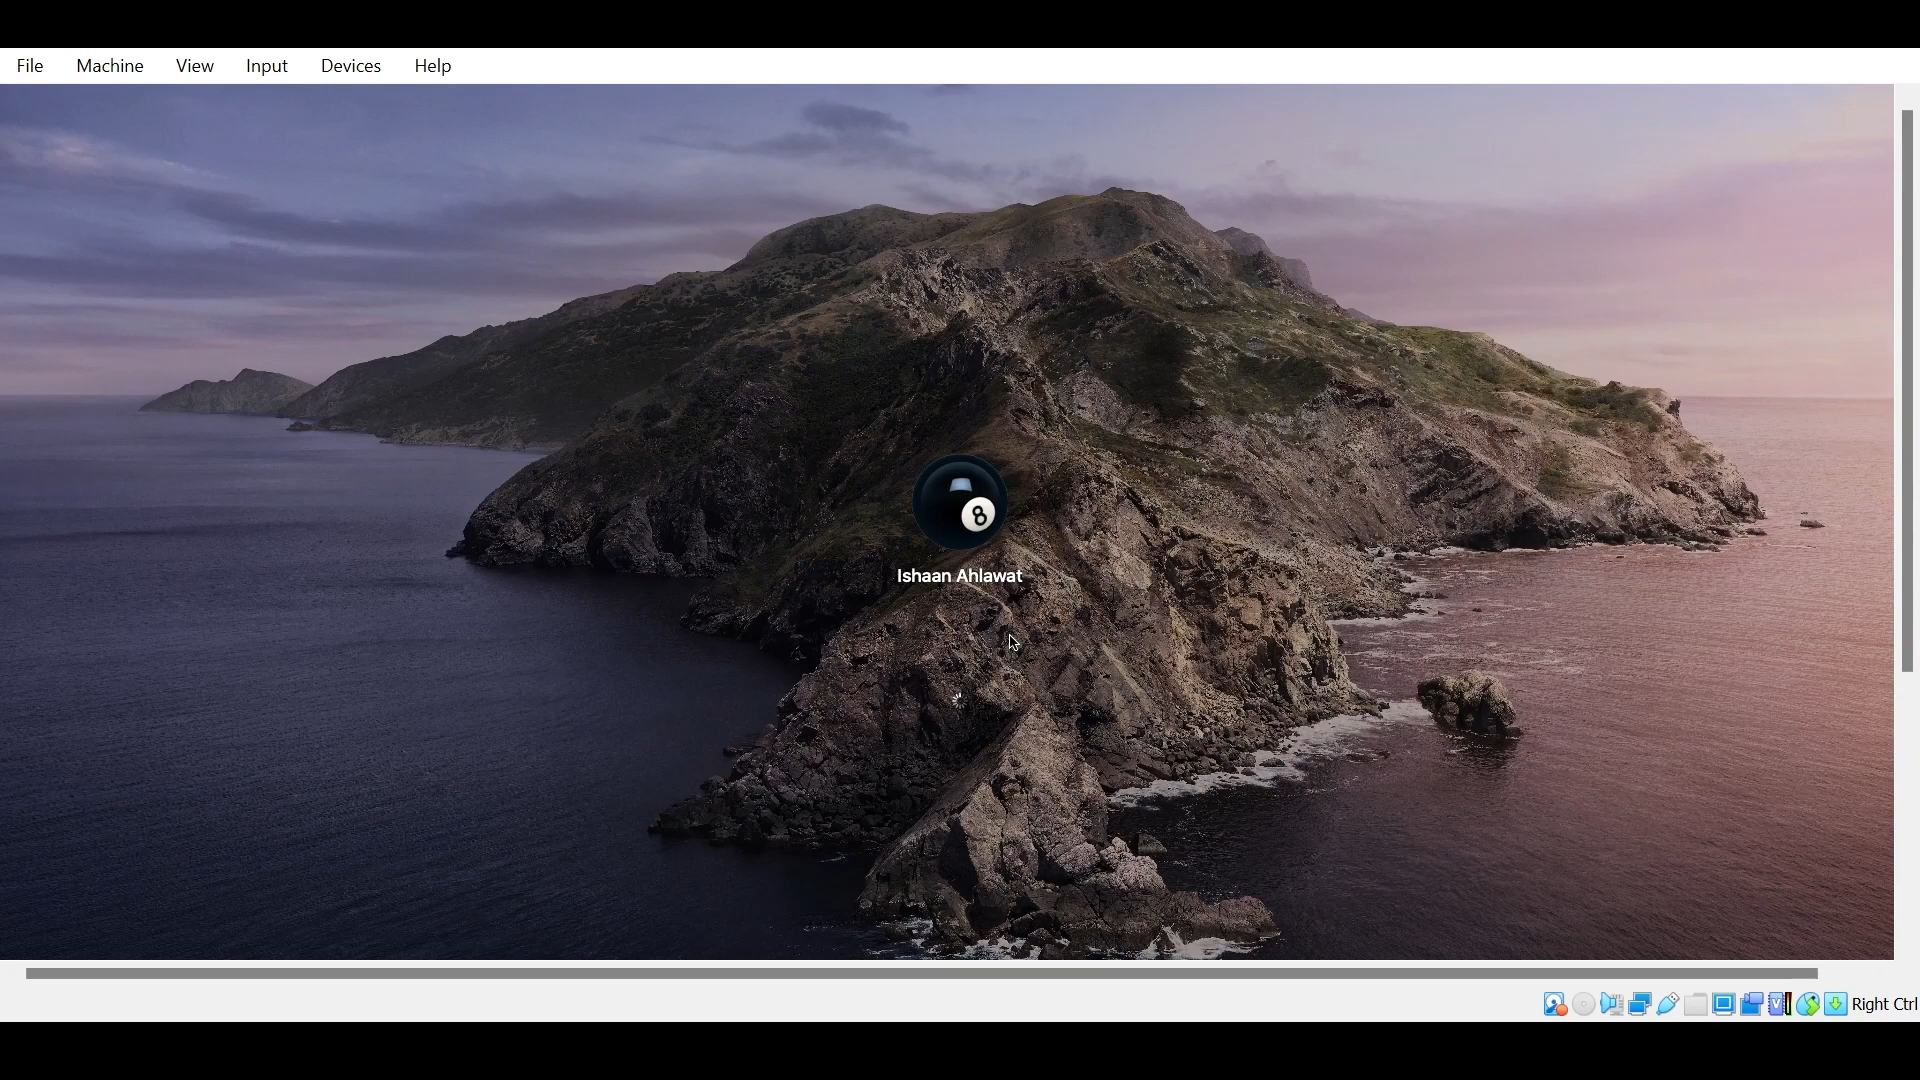 File Machine View Input Devices Help
8
Ishaan Ahlawat
V
Right Ctrl